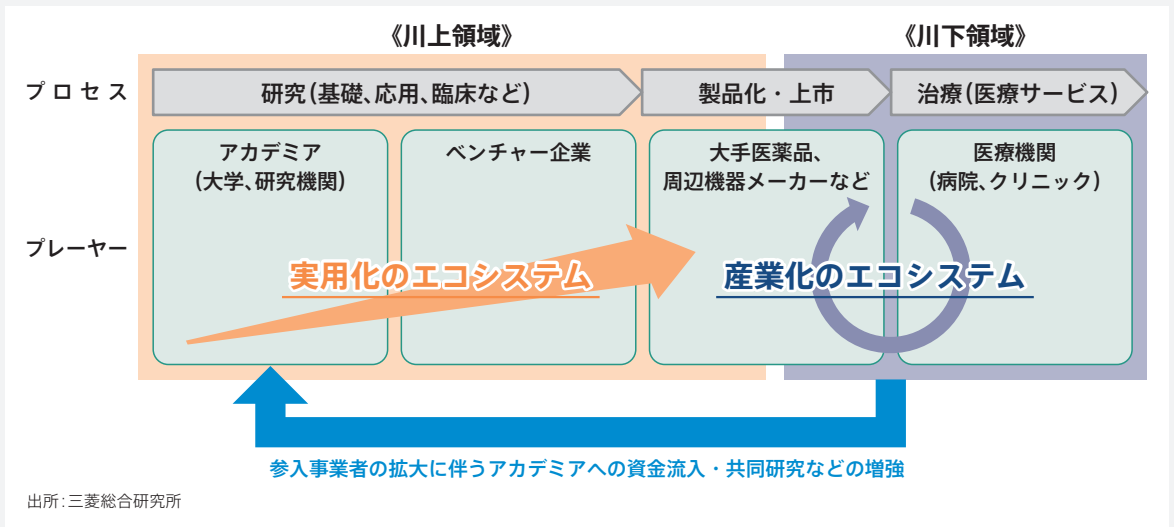 《川上領域》
《川下領域》
プロセス
研究(基礎、応用、臨床など)
製品化・上市
治療(医療サービス)
プレーヤー
アカデミア
(大学、研究機関)
ベンチャー企業
大手医薬品、
周辺機器メーカーなど
医療機関
(病院、クリニック)
実用化のエコシステム
産業化のエコシステム
参入事業者の拡大に伴うアカデミアへの資金流入・共同研究などの増強
出所:三菱総合研究所